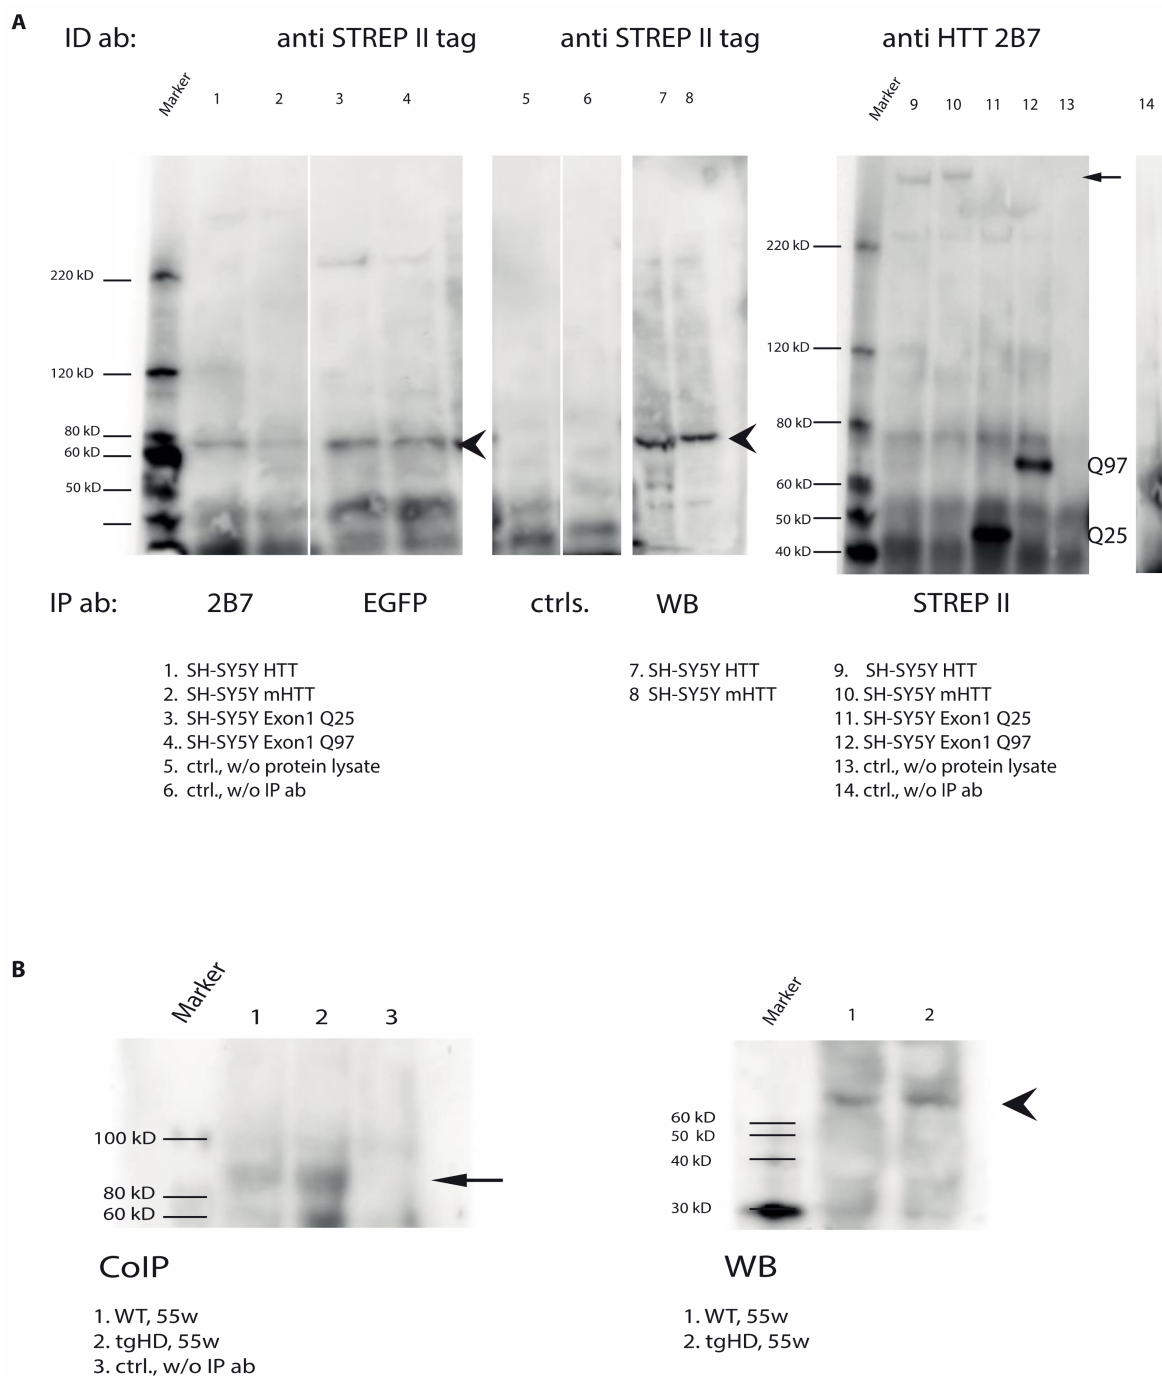 A
ID ab: anti STREP II tag anti STREP II tag anti HTT 2B7
Marker 1 2 3 4 5 6 7 8 Marker 9 10 11 12 13 14
220 kD
120 kD
80 kD
60 kD
50 kD
220 kD
120 kD
80 kD
60 kD
50 kD
40 kD
Q97
Q25
IP ab: 2B7 EGFP ctrls. WB STREP II
1. SH-SY5Y HTT
2. SH-SY5Y mHTT
3. SH-SY5Y Exon1 Q25
4.. SH-SY5Y Exon1 Q97
5. ctrl., w/o protein lysate
6. ctrl., w/o IP ab
7. SH-SY5Y HTT
8 SH-SY5Y mHTT
9. SH-SY5Y HTT
10. SH-SY5Y mHTT
11. SH-SY5Y Exon1 Q25
12. SH-SY5Y Exon1 Q97
13. ctrl., w/o protein lysate
14. ctrl., w/o IP ab
B
Marker 1 2 3
100 kD
80 kD
60 kD
CoIP
1. WT, 55w
2. tgHD, 55w
3. ctrl., w/o IP ab
Marker 1 2
60 kD
50 kD
40 kD
30 kD
WB
1. WT, 55w
2. tgHD, 55w